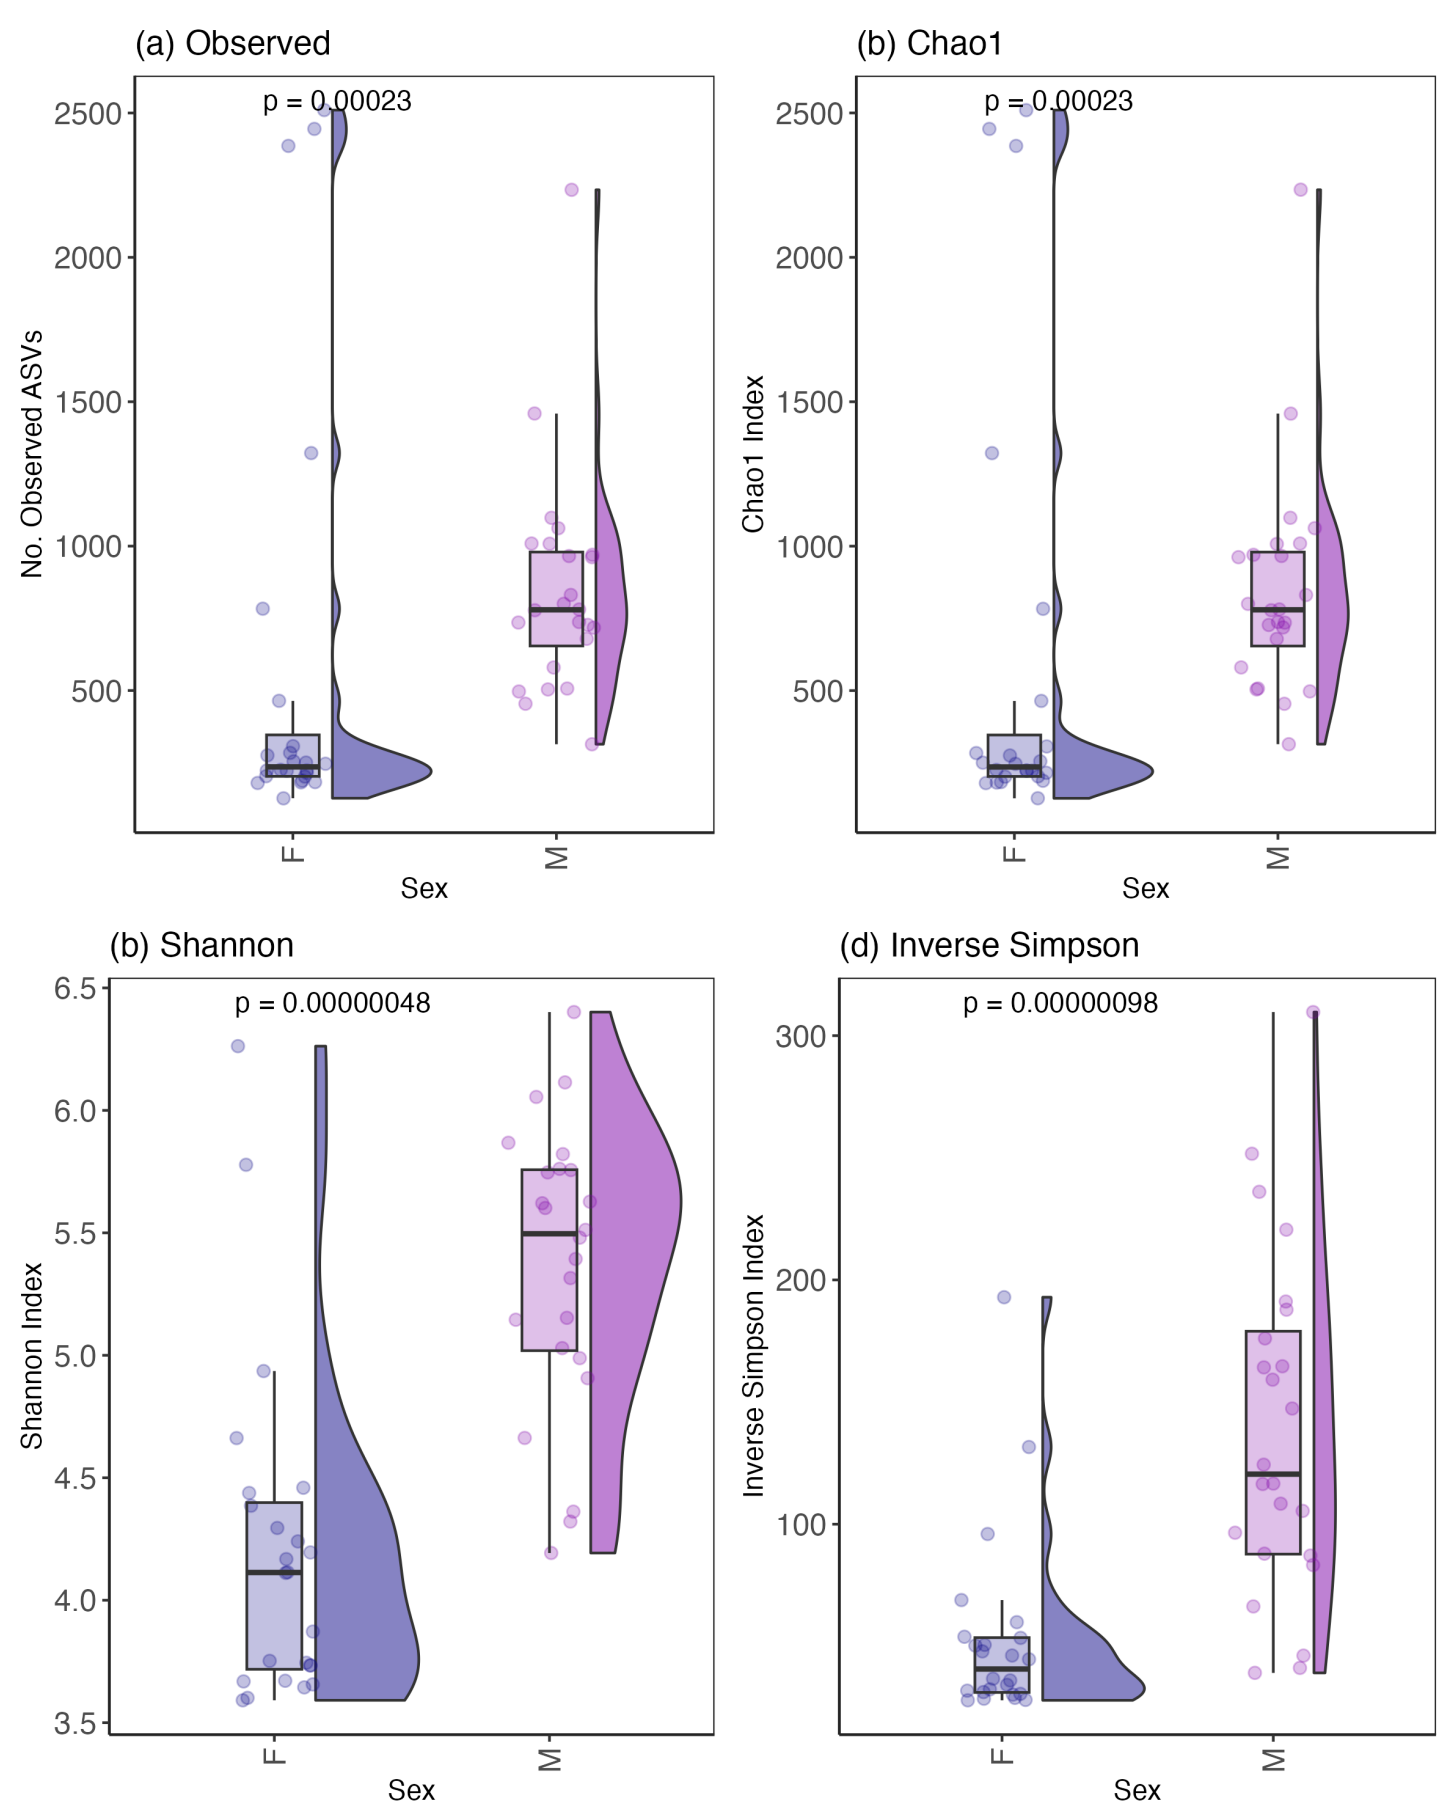 (a) Observed
p = 0.00023
No. Observed ASVs
2500
2000
1500
1000
500
F
M
Sex
(b) Chao1
p = 0.00023
Chao1 Index
2500
2000
1500
1000
500
F
M
Sex
(b) Shannon
p = 0.00000048
Shannon Index
6.5
6.0
5.5
5.0
4.5
4.0
3.5
F
M
Sex
(d) Inverse Simpson
p = 0.00000098
Inverse Simpson Index
300
200
100
F
M
Sex